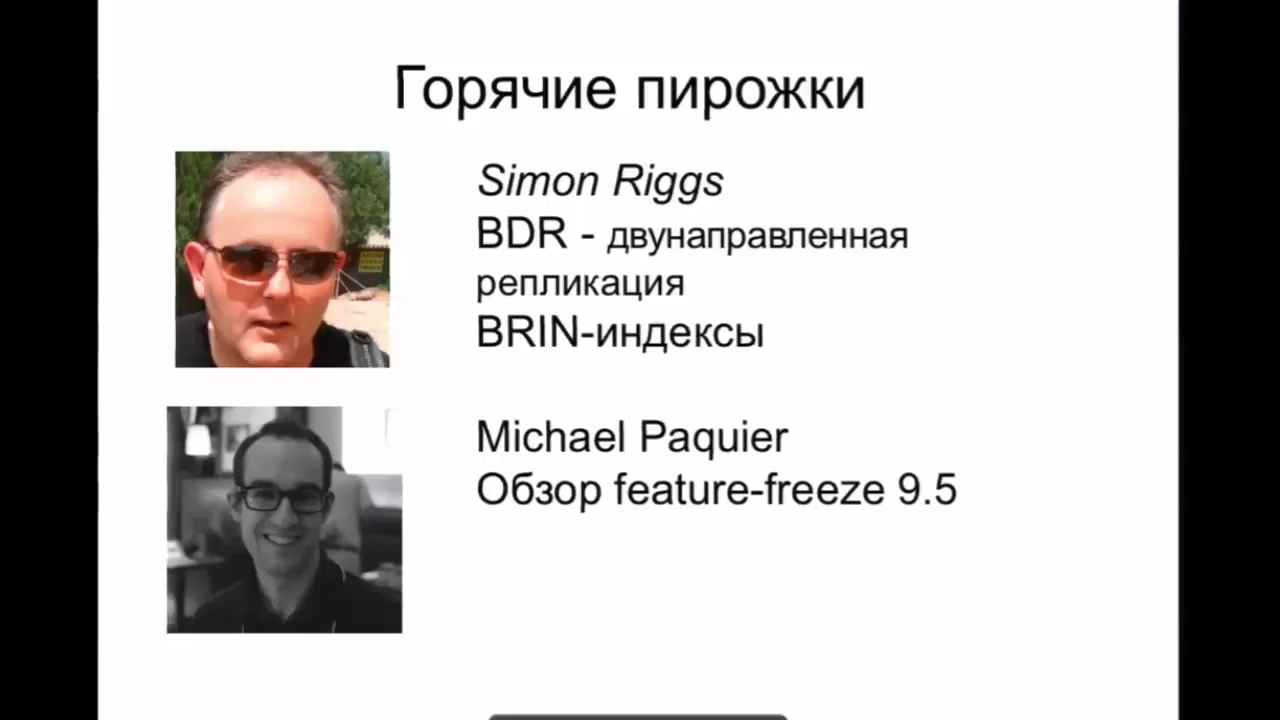 Горячие пирожки
Simon Riggs
BDR - двунаправленная
репликация
BRIN-индексы
Michael Paquier
Обзор feature-freeze 9.5